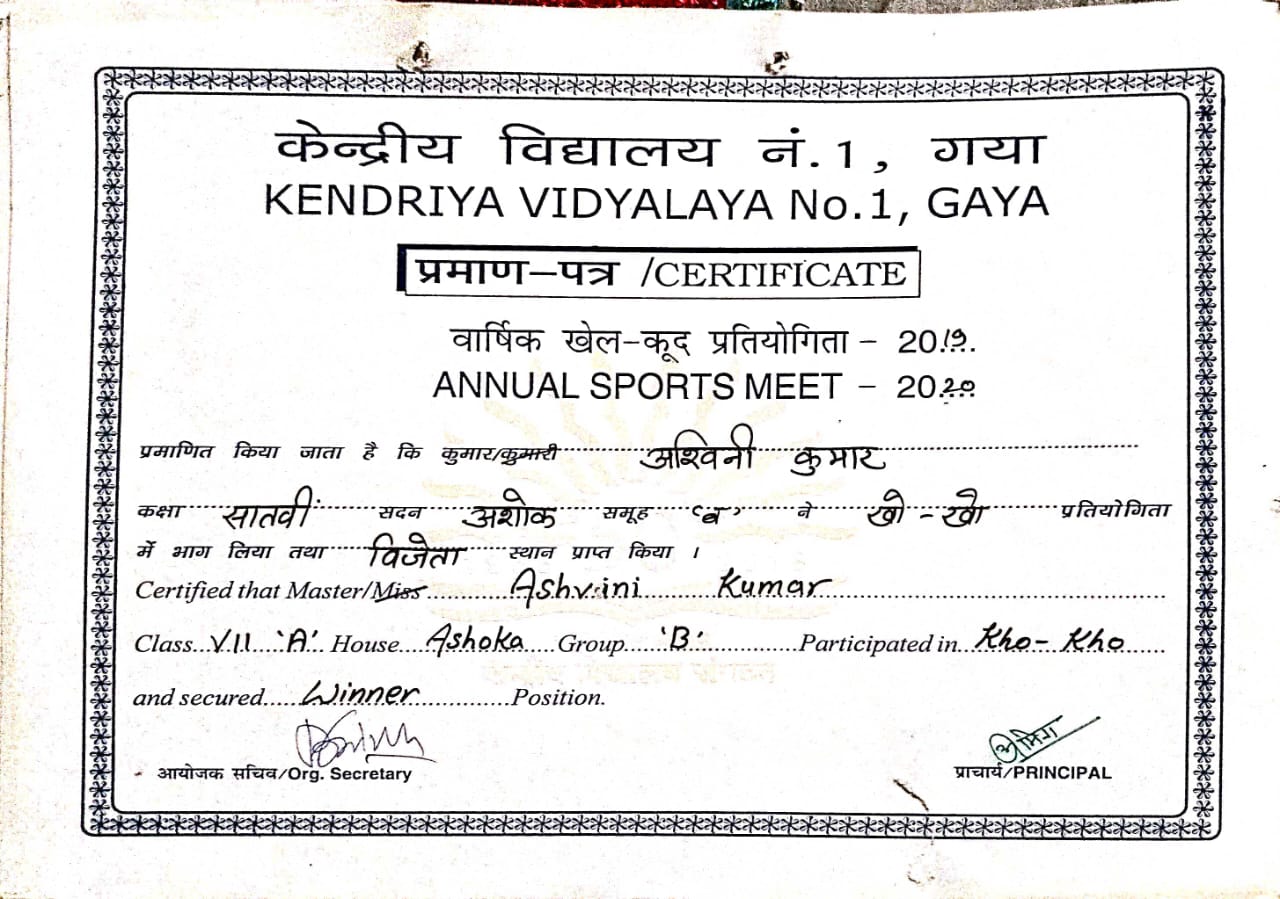 केन्द्रीय विद्यालय नं.1, गया
KENDRIYA VIDYALAYA No.1, GAYA
प्रमाण-पत्र /CERTIFICATE
वार्षिक खेल-कूद प्रतियोगिता - 2019.
ANNUAL SPORTS MEET - 2020
प्रमाणित किया जाता है कि कुमार/कुमारी अश्विनी कुमार
कक्षा सातवीं सदन अशोक समूह 'ब' ने खो-खो प्रतियोगिता
में भाग लिया तथा विजेता स्थान प्राप्त किया ।
Certified that Master/Miss Ashvini Kumar
Class VII 'A' House Ashoka Group 'B' Participated in Kho-Kho
and secured Winner Position.
आयोजक सचिव/Org. Secretary
प्राचार्य/PRINCIPAL
केन्द्रीय विद्यालय संगठन